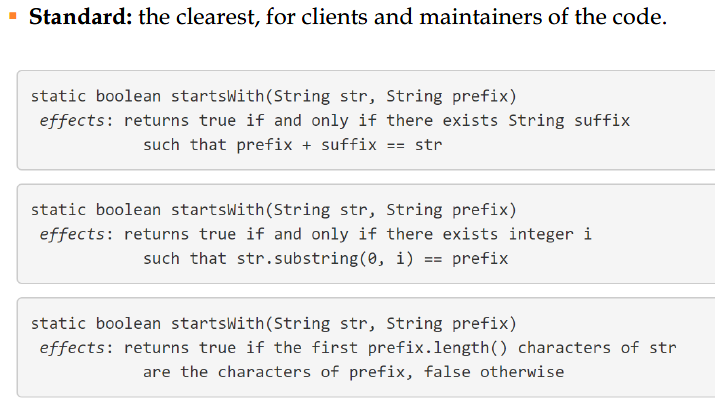 ▪ Standard: the clearest, for clients and maintainers of the code.
static boolean startsWith(String str, String prefix)
effects: returns true if and only if there exists String suffix
such that prefix + suffix == str
static boolean startsWith(String str, String prefix)
effects: returns true if and only if there exists integer i
such that str.substring(0, i) == prefix
static boolean startsWith(String str, String prefix)
effects: returns true if the first prefix.length() characters of str
are the characters of prefix, false otherwise